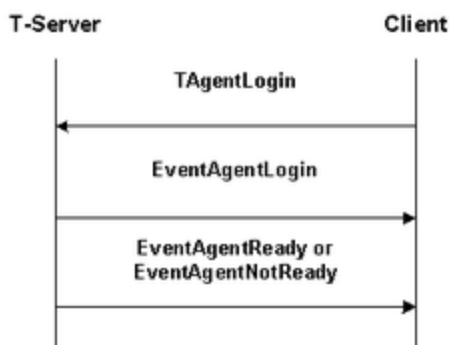 T-Server
Client
TAgentLogin
EventAgentLogin
EventAgentReady or
EventAgentNotReady